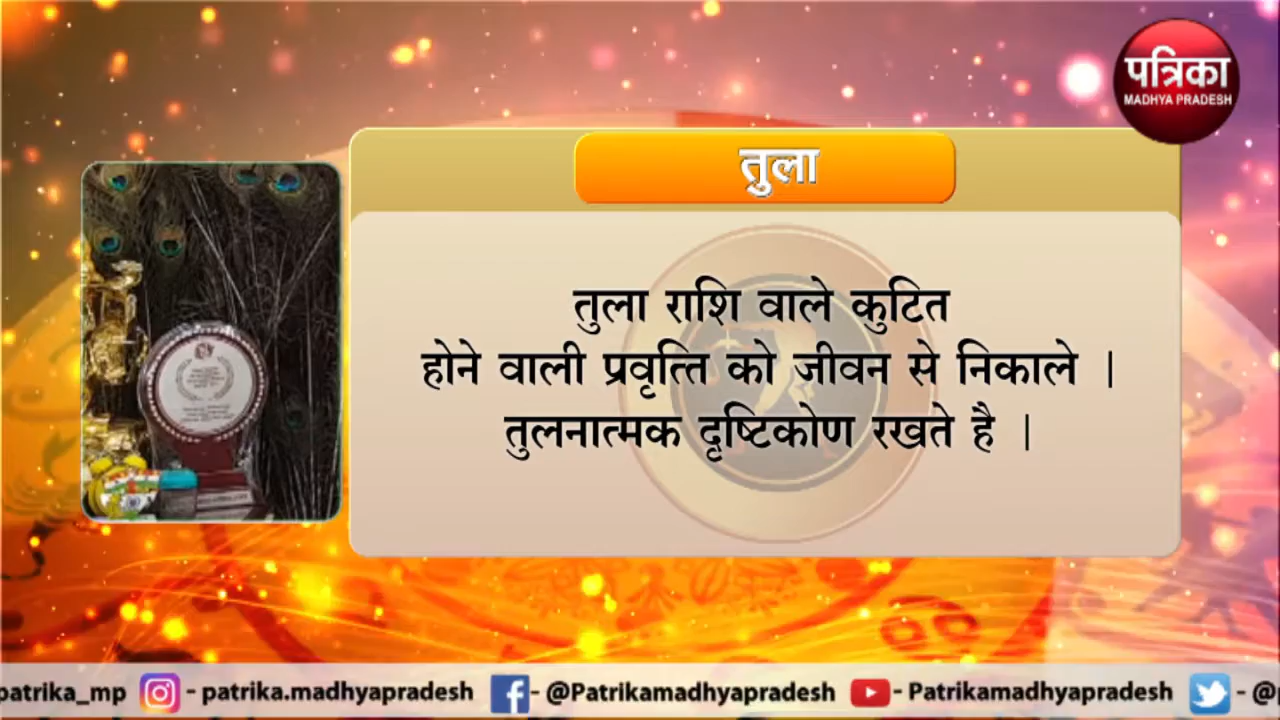 पत्रिका
MADHYA PRADESH
तुला
तुला राशि वाले कुटित
होने वाली प्रवृत्ति को जीवन से निकाले |
तुलनात्मक दृष्टिकोण रखते है |
patrika_mp - patrika.madhyapradesh - @Patrikamadhyapradesh - Patrikamadhyapradesh - @